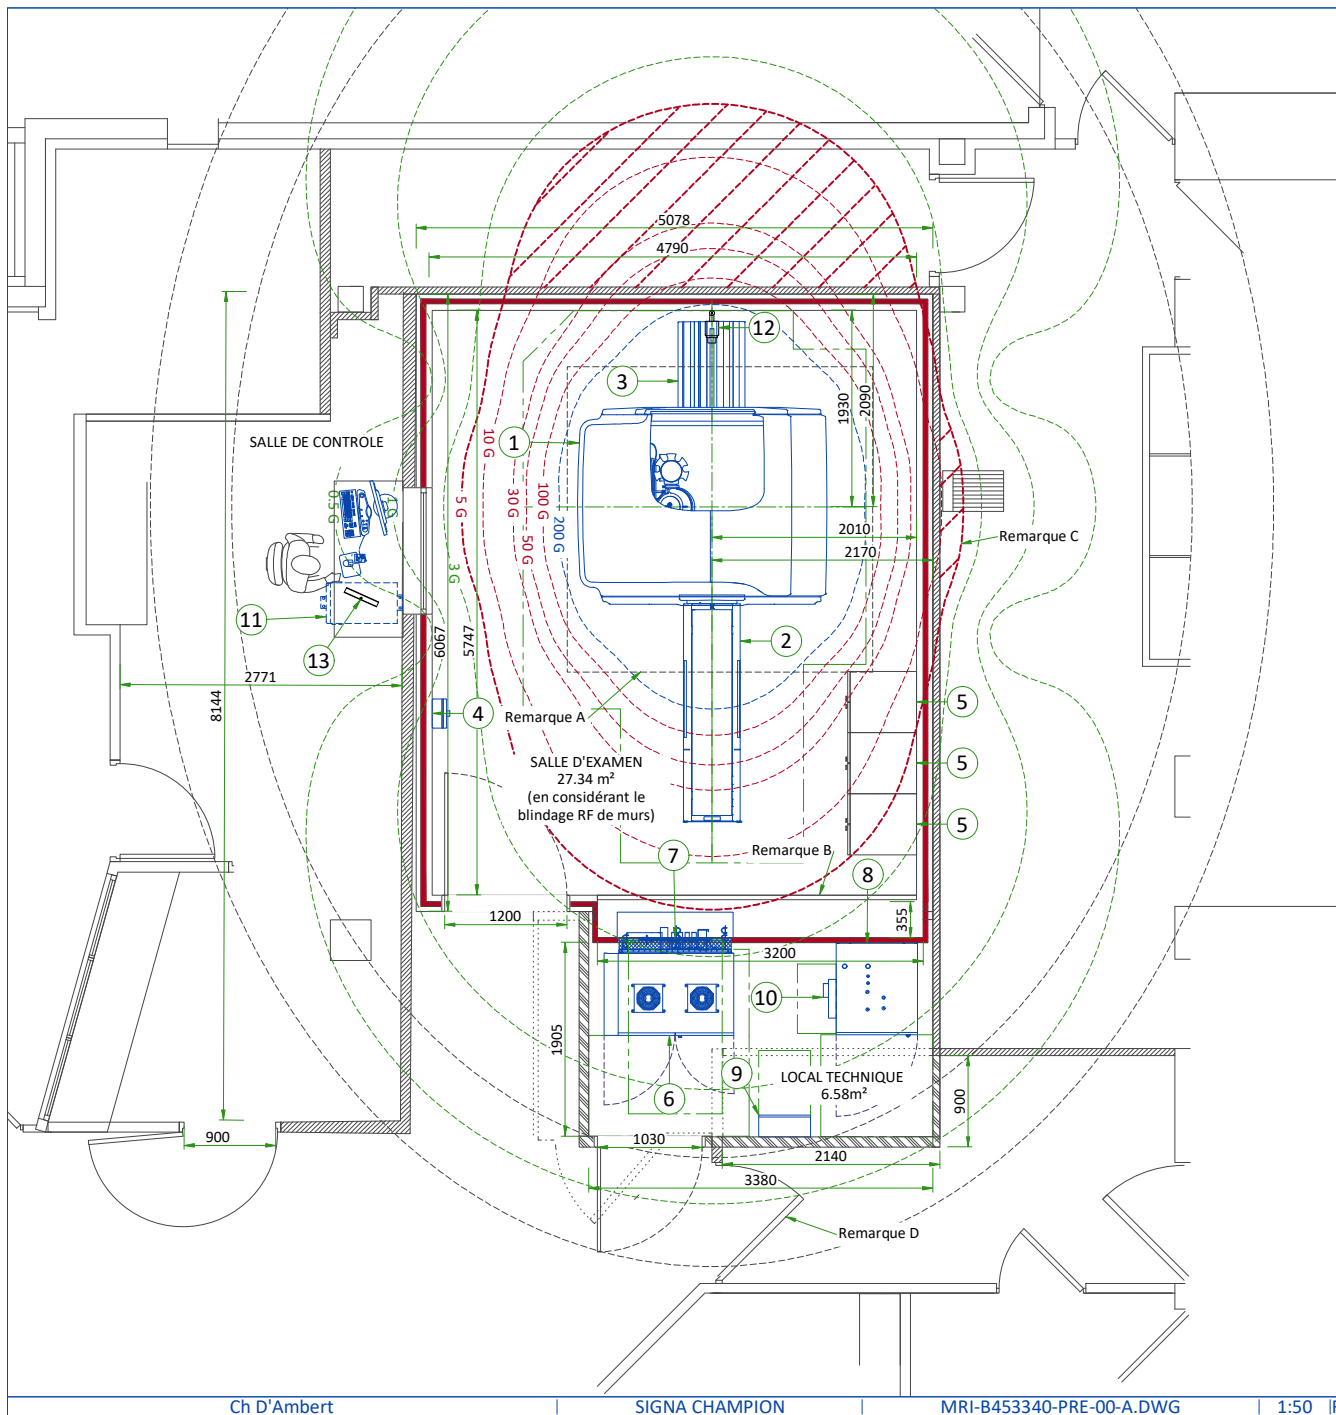 5078
4790
12
3
1930
2090
1
SALLE DE CONTROLE
10 G
5 G
30 G
100 G
50 G
200 G
0.5 G
1 G
3 G
2010
2170
Remarque C
11
13
2
6067
5747
2771
8144
4
Remarque A
5
5
5
SALLE D'EXAMEN
27.34 m²
(en considérant le
blindage RF de murs)
7
Remarque B
8
1200
355
3200
10
1905
9
LOCAL TECHNIQUE
6.58m²
6
900
900
1030
2140
3380
Remarque D
Ch D'Ambert | SIGNA CHAMPION | MRI-B453340-PRE-00-A.DWG | 1:50 |